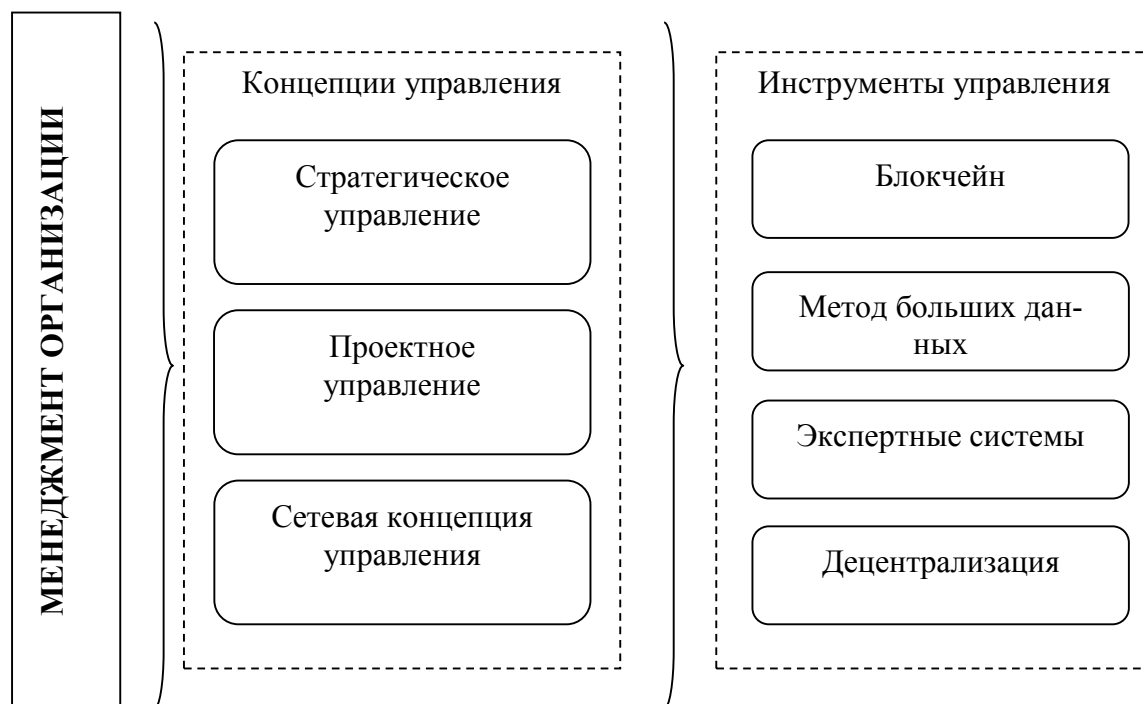 МЕНЕДЖМЕНТ ОРГАНИЗАЦИИ
Концепции управления
Стратегическое
управление
Проектное
управление
Сетевая концепция
управления
Инструменты управления
Блокчейн
Метод больших дан-
ных
Экспертные системы
Децентрализация